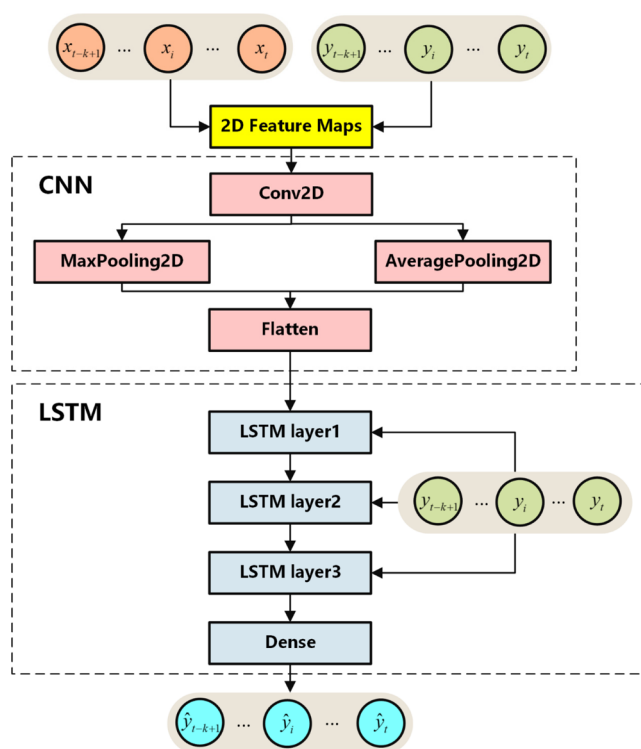 x_{t-k+1} ... x_i ... x_t y_{t-k+1} ... y_i ... y_t
2D Feature Maps
CNN
Conv2D
MaxPooling2D AveragePooling2D
Flatten
LSTM
LSTM layer1
LSTM layer2 y_{t-k+1} ... y_i ... y_t
LSTM layer3
Dense
ŷ_{t-k+1} ... ŷ_i ... ŷ_t